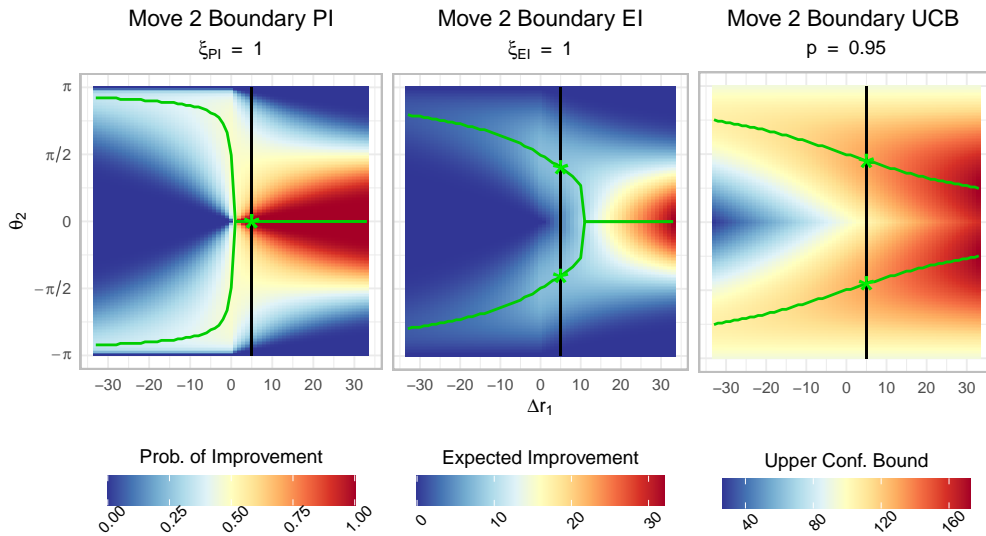 Move 2 Boundary PI
ξPI = 1
Move 2 Boundary EI
ξEI = 1
Move 2 Boundary UCB
p = 0.95
θ2
π
π/2
0
−π/2
−π
−30 −20 −10 0 10 20 30
−30 −20 −10 0 10 20 30
−30 −20 −10 0 10 20 30
Δr1
Prob. of Improvement
0.00 0.25 0.50 0.75 1.00
Expected Improvement
0 10 20 30
Upper Conf. Bound
40 80 120 160